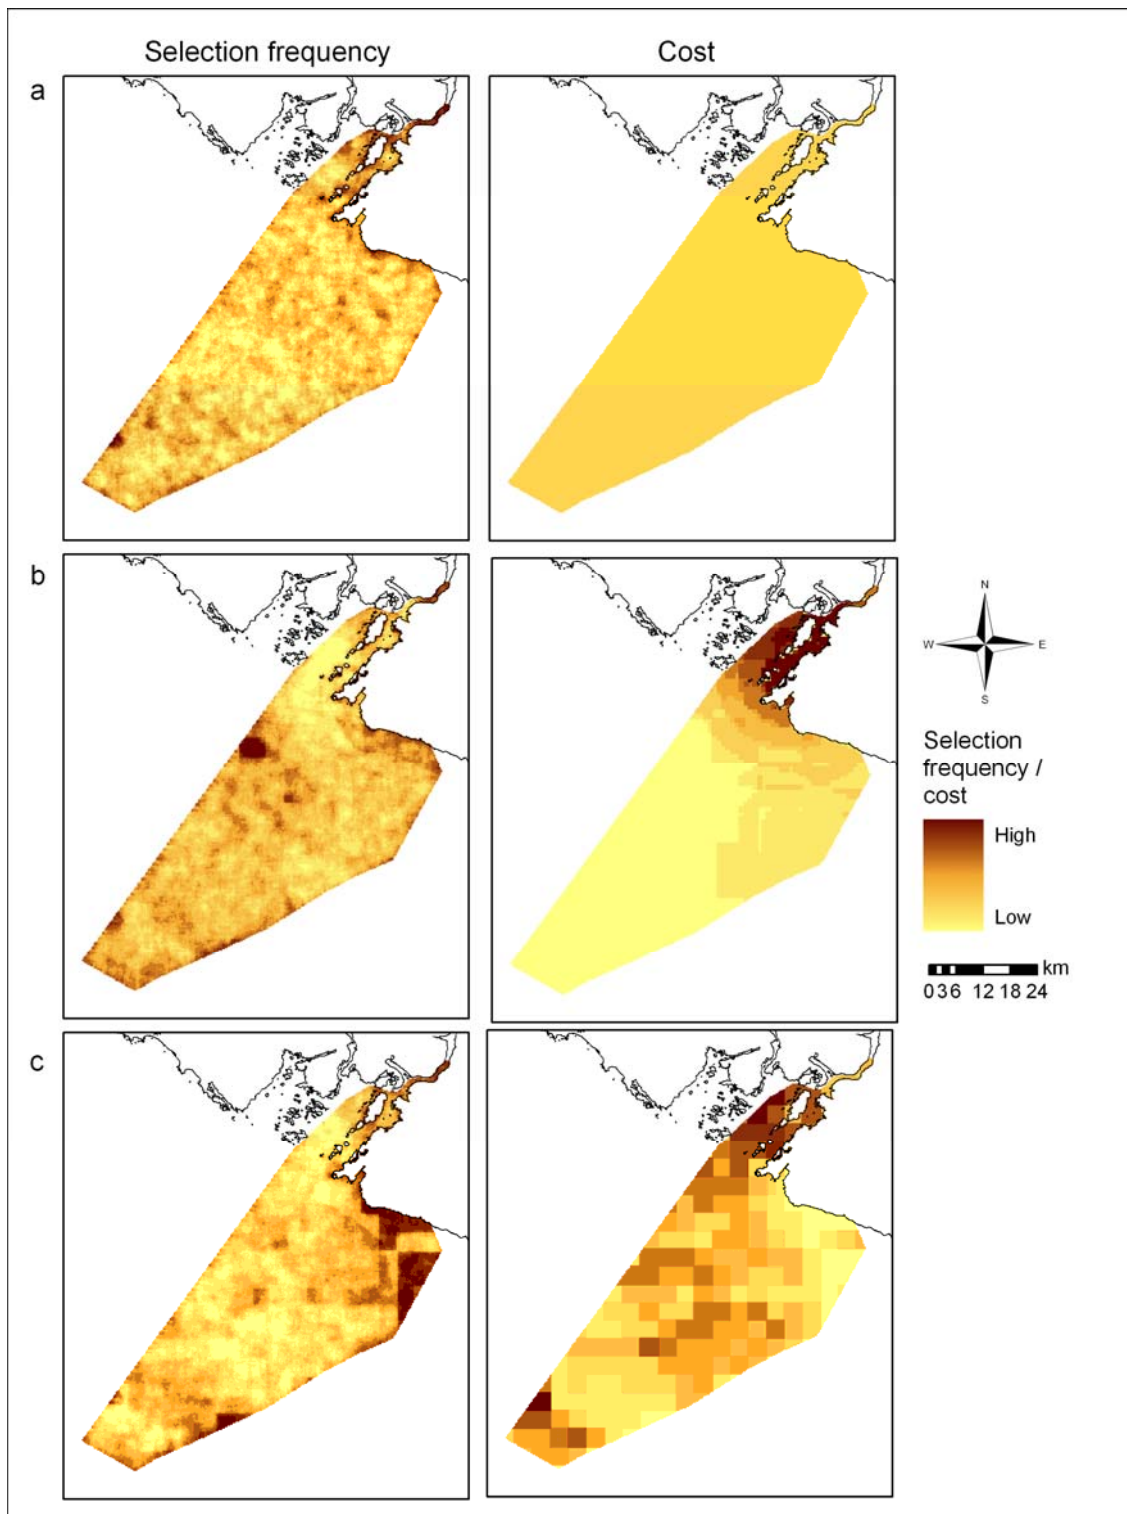 Selection frequency
Cost
a
b
N
W
E
S
Selection
frequency /
cost
High
Low
km
0 3 6 12 18 24
c